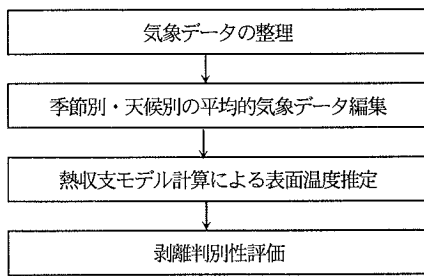 気象データの整理
季節別・天候別の平均的気象データ編集
熱収支モデル計算による表面温度推定
剥離判別性評価